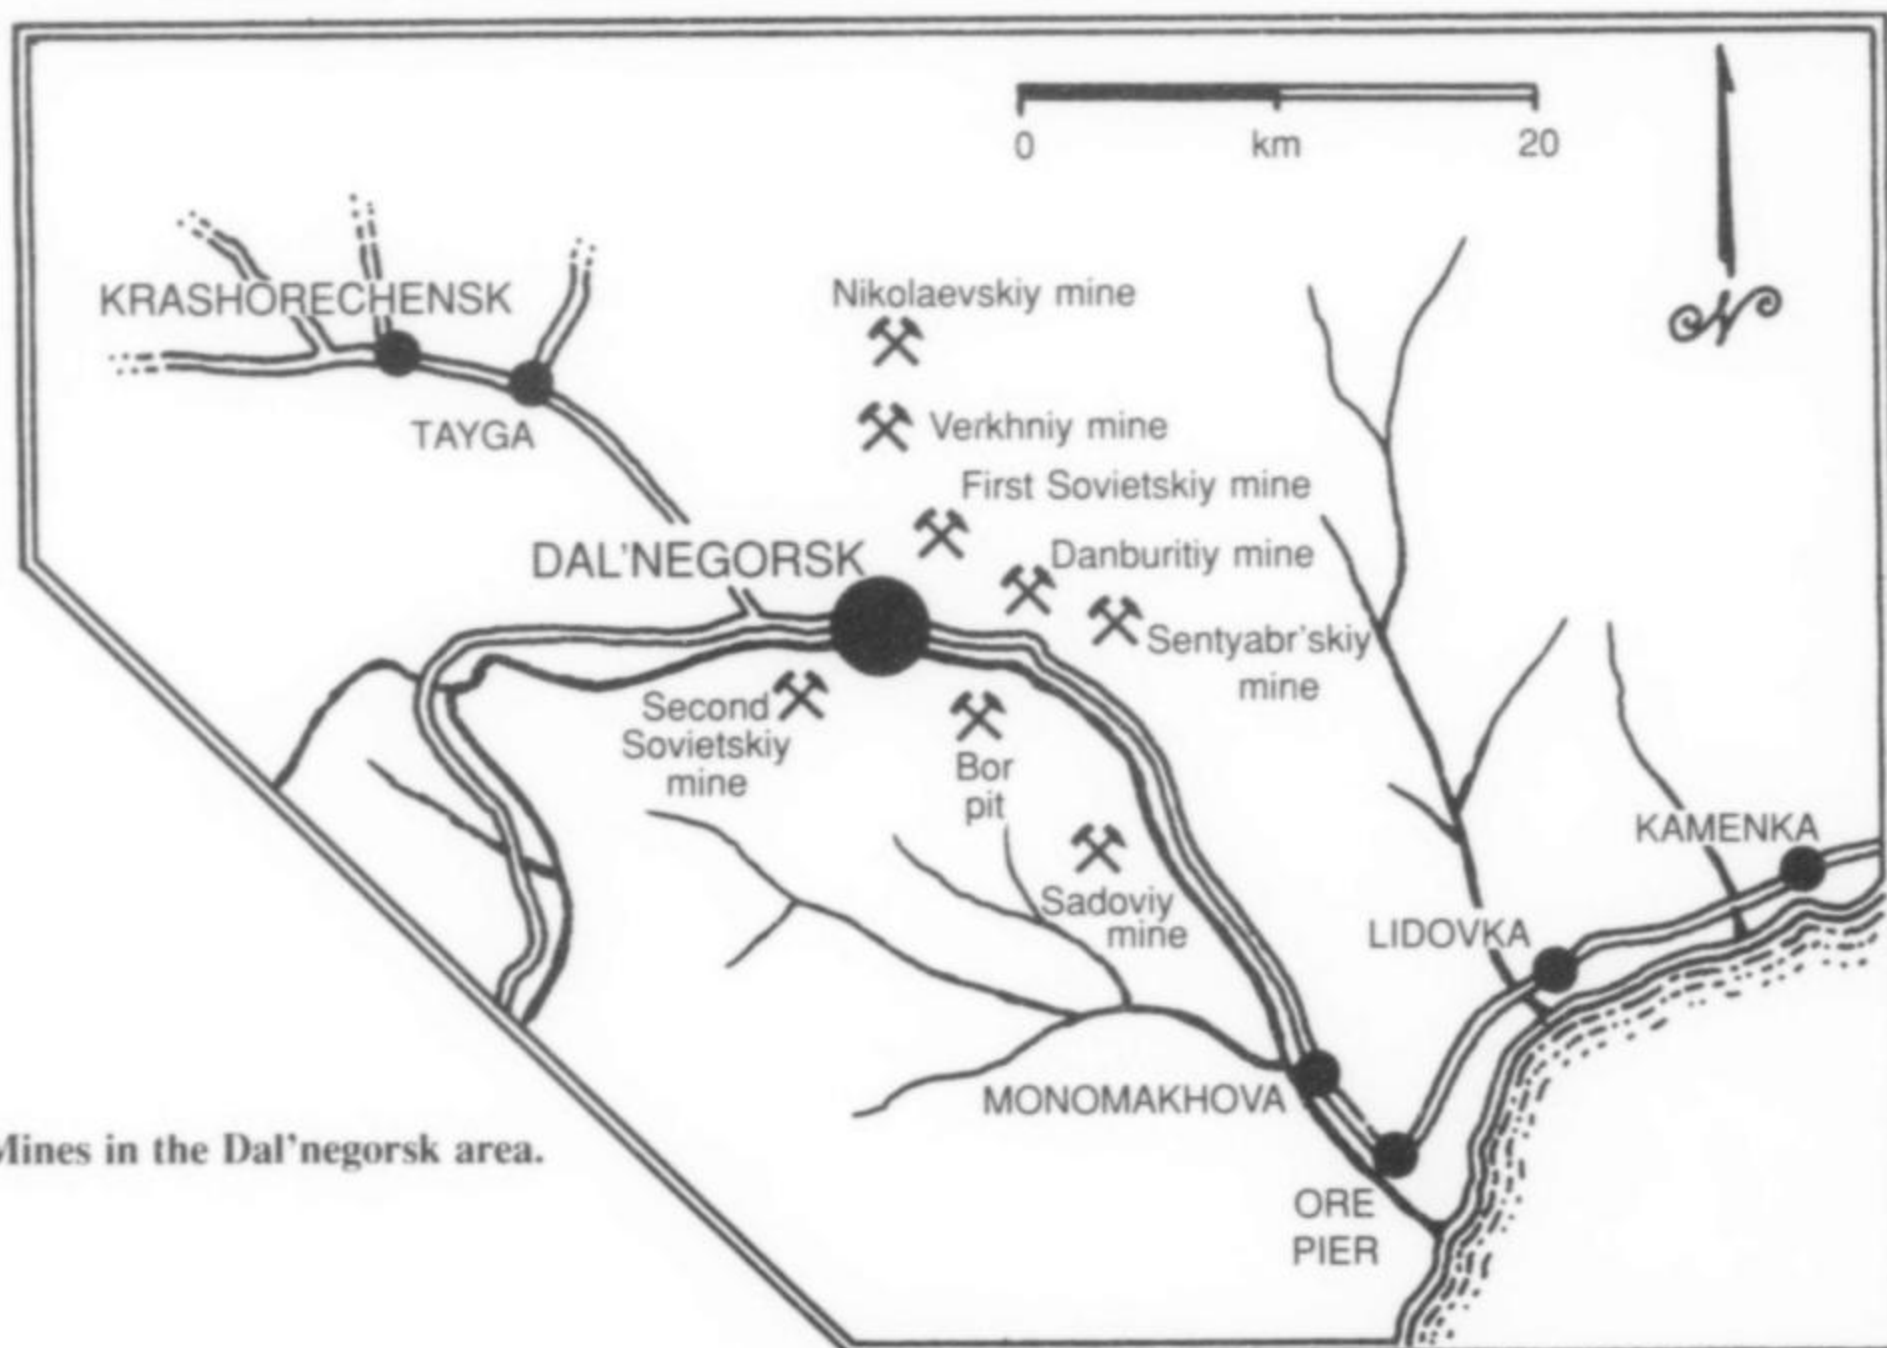 0 km 20
KRASHORECHENSK
Nikolaevskiy mine
TAYGA
Verkhniy mine
First Sovietskiy mine
DAL'NEGORSK
Danburitiy mine
Sentyabr'skiy
mine
Second
Sovietskiy
mine
Bor
pit
KAMENKA
Sadoviy
mine
LIDOVKA
MONOMAKHOVA
ORE
PIER
Mines in the Dal'negorsk area.
N